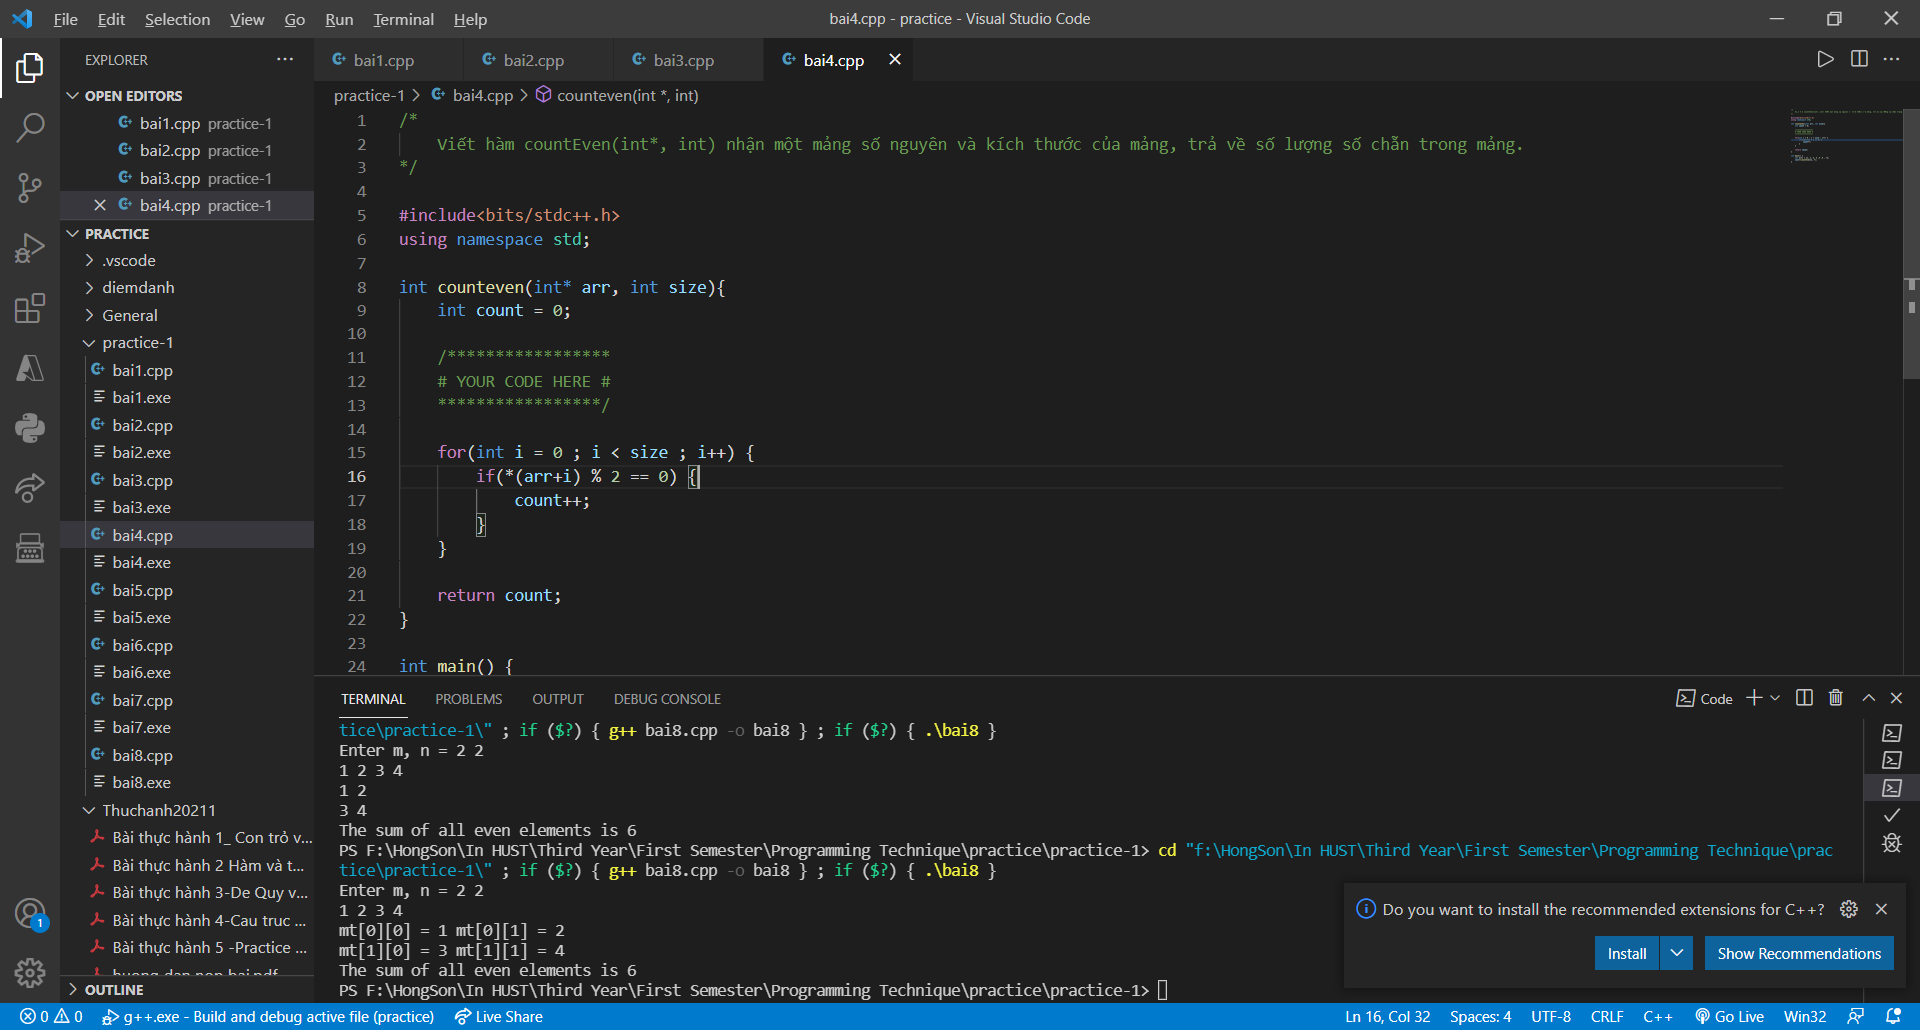 File Edit Selection View Go Run Terminal Help
bai4.cpp - practice - Visual Studio Code
EXPLORER
OPEN EDITORS
bai1.cpp practice-1
bai2.cpp practice-1
bai3.cpp practice-1
bai4.cpp practice-1
PRACTICE
.vscode
diemdanh
General
practice-1
bai1.cpp
bai1.exe
bai2.cpp
bai2.exe
bai3.cpp
bai3.exe
bai4.cpp
bai4.exe
bai5.cpp
bai5.exe
bai6.cpp
bai6.exe
bai7.cpp
bai7.exe
bai8.cpp
bai8.exe
Thuchanh20211
Bài thực hành 1_ Con trỏ v...
Bài thực hành 2 Hàm và t...
Bài thực hành 3-De Quy v...
Bài thực hành 4-Cau truc ...
Bài thực hành 5 -Practice ...
huong-dan-nop-bai.pdf
OUTLINE
bai1.cpp bai2.cpp bai3.cpp bai4.cpp
practice-1 > bai4.cpp > counteven(int *, int)
1 /*
2 Viết hàm countEven(int*, int) nhận một mảng số nguyên và kích thước của mảng, trả về số lượng số chẵn trong mảng.
3 */
4
5 #include<bits/stdc++.h>
6 using namespace std;
7
8 int counteven(int* arr, int size){
9 int count = 0;
10
11 /*****************
12 # YOUR CODE HERE #
13 *****************/
14
15 for(int i = 0 ; i < size ; i++) {
16 if(*(arr+i) % 2 == 0) {
17 count++;
18 }
19 }
20
21 return count;
22 }
23
24 int main() {
TERMINAL PROBLEMS OUTPUT DEBUG CONSOLE
Code
tice\practice-1\" ; if ($?) { g++ bai8.cpp -o bai8 } ; if ($?) { .\bai8 }
Enter m, n = 2 2
1 2 3 4
1 2
3 4
The sum of all even elements is 6
PS F:\HongSon\In HUST\Third Year\First Semester\Programming Technique\practice\practice-1> cd "f:\HongSon\In HUST\Third Year\First Semester\Programming Technique\prac
tice\practice-1\" ; if ($?) { g++ bai8.cpp -o bai8 } ; if ($?) { .\bai8 }
Enter m, n = 2 2
1 2 3 4
mt[0][0] = 1 mt[0][1] = 2
mt[1][0] = 3 mt[1][1] = 4
The sum of all even elements is 6
PS F:\HongSon\In HUST\Third Year\First Semester\Programming Technique\practice\practice-1>
Do you want to install the recommended extensions for C++?
Install Show Recommendations
1
0 0 g++.exe - Build and debug active file (practice) Live Share
Ln 16, Col 32 Spaces: 4 UTF-8 CRLF C++ Go Live Win32